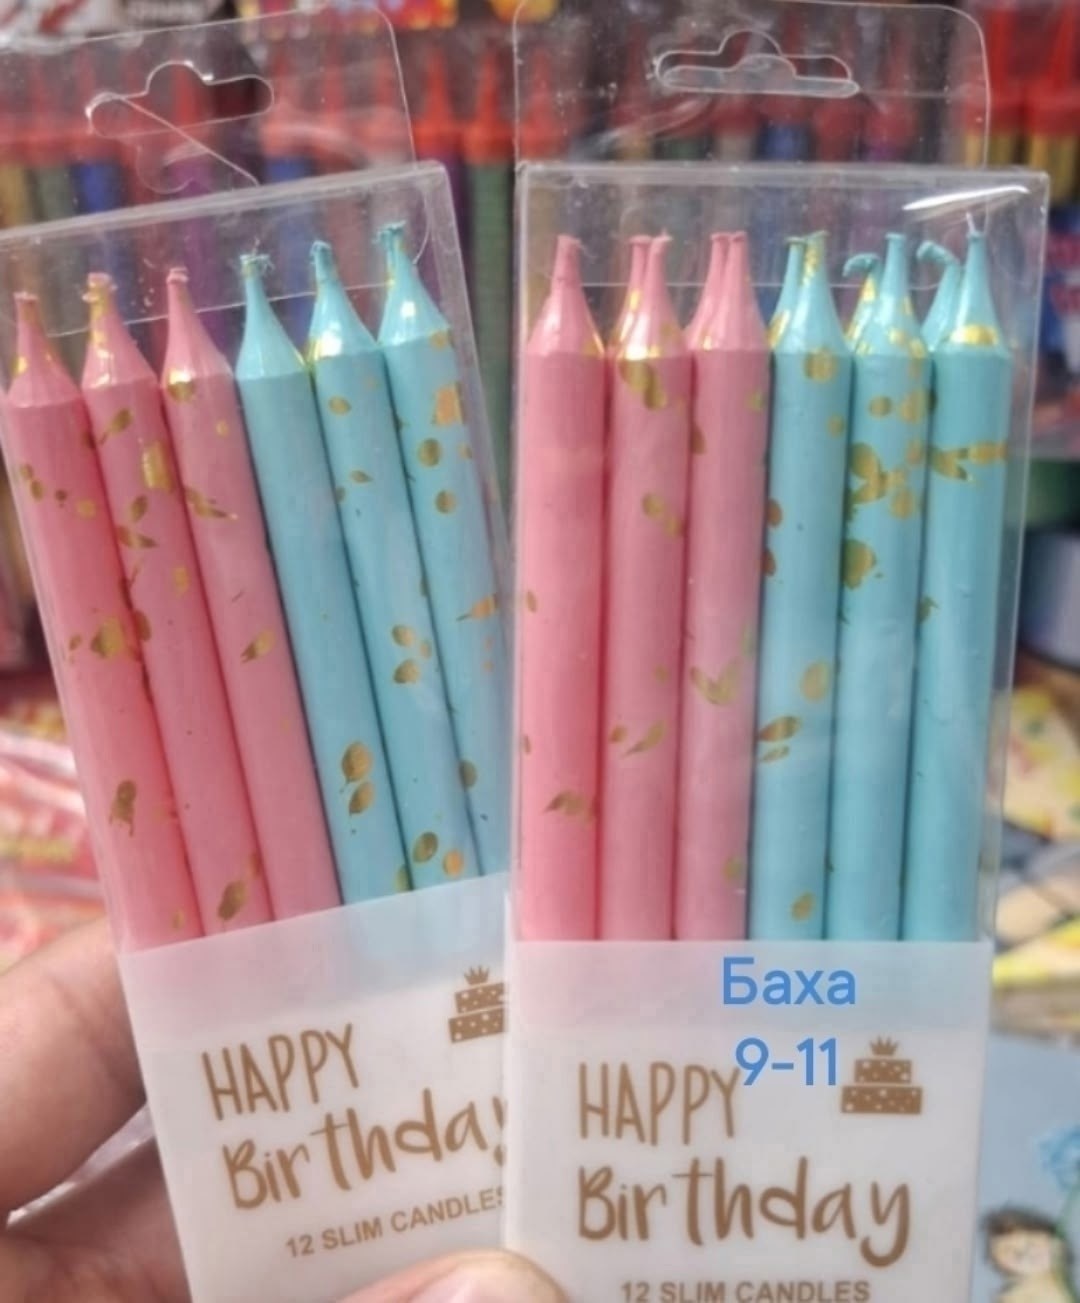 HAPPY
Birthday
12 SLIM CANDLES
Баха
9-11
HAPPY
Birthday
12 SLIM CANDLES